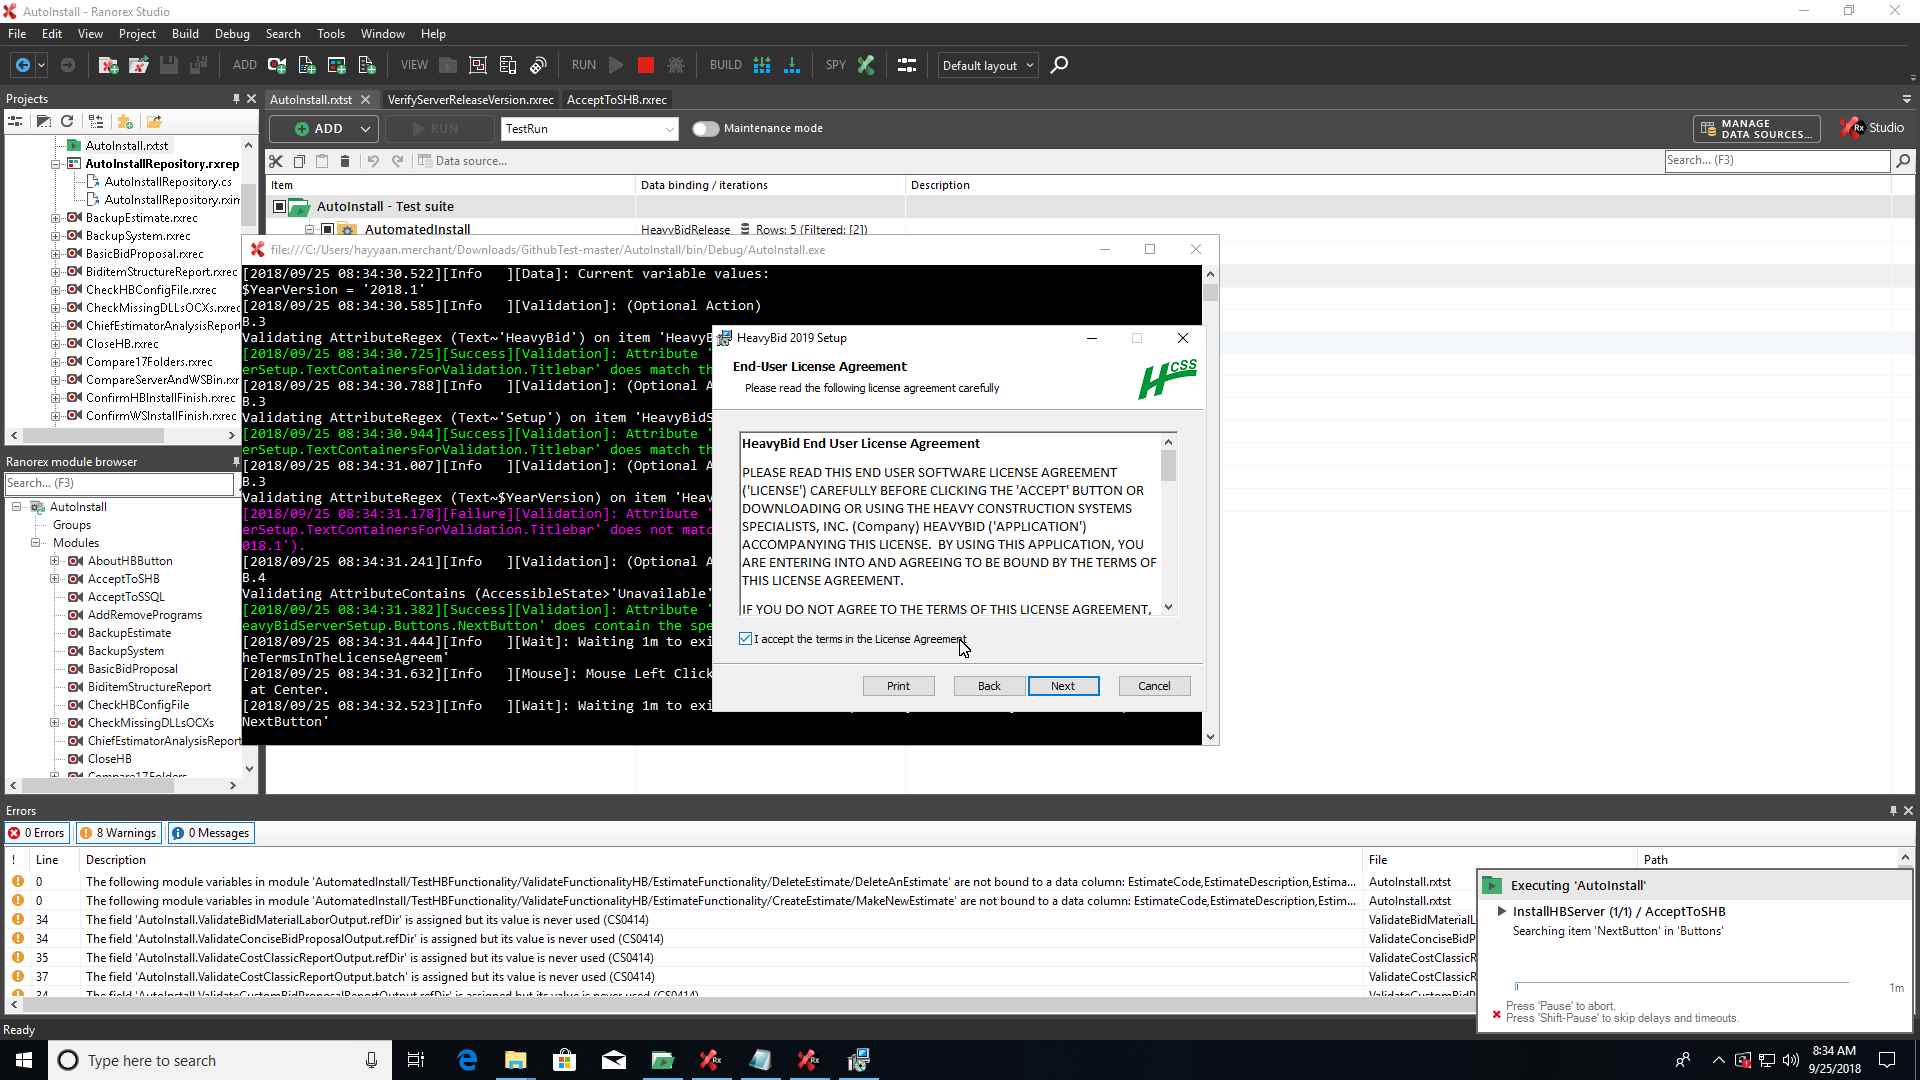 AutoInstall - Ranorex Studio
File Edit View Project Build Debug Search Tools Window Help
ADD VIEW RUN BUILD SPY Default layout
Projects
AutoInstall.rxtst VerifyServerReleaseVersion.rxrec AcceptToSHB.rxrec
ADD RUN TestRun Maintenance mode MANAGE DATA SOURCES... Rx Studio
Data source... Search... (F3)
Item Data binding / iterations Description
AutoInstall - Test suite
AutomatedInstall HeavyBidRelease Rows: 5 (Filtered: [2])
AutoInstall.rxtst
AutoInstallRepository.rxrep
AutoInstallRepository.cs
AutoInstallRepository.rxim
BackupEstimate.rxrec
BackupSystem.rxrec
BasicBidProposal.rxrec
BiditemStructureReport.rxrec
CheckHBConfigFile.rxrec
CheckMissingDLLsOCXs.rxrec
ChiefEstimatorAnalysisReport
CloseHB.rxrec
Compare17Folders.rxrec
CompareServerAndWSBin.rxr
ConfirmHBInstallFinish.rxrec
ConfirmWSInstallFinish.rxrec
Ranorex module browser
Search... (F3)
AutoInstall
Groups
Modules
AboutHBButton
AcceptToSHB
AcceptToSSQL
AddRemovePrograms
BackupEstimate
BackupSystem
BasicBidProposal
BiditemStructureReport
CheckHBConfigFile
CheckMissingDLLsOCXs
ChiefEstimatorAnalysisReport
CloseHB
Compare17Folders
file:///C:/Users/hayyaan.merchant/Downloads/GithubTest-master/AutoInstall/bin/Debug/AutoInstall.exe
[2018/09/25 08:34:30.522][Info   ][Data]: Current variable values:
$YearVersion = '2018.1'
[2018/09/25 08:34:30.585][Info   ][Validation]: (Optional Action)
B.3
Validating AttributeRegex (Text~'HeavyBid') on item 'HeavyB
[2018/09/25 08:34:30.725][Success][Validation]: Attribute '
erSetup.TextContainersForValidation.Titlebar' does match th
[2018/09/25 08:34:30.788][Info   ][Validation]: (Optional A
B.3
Validating AttributeRegex (Text~'Setup') on item 'HeavyBidS
[2018/09/25 08:34:30.944][Success][Validation]: Attribute '
erSetup.TextContainersForValidation.Titlebar' does match th
[2018/09/25 08:34:31.007][Info   ][Validation]: (Optional A
B.3
Validating AttributeRegex (Text~$YearVersion) on item 'Heav
[2018/09/25 08:34:31.178][Failure][Validation]: Attribute '
erSetup.TextContainersForValidation.Titlebar' does not matc
018.1').
[2018/09/25 08:34:31.241][Info   ][Validation]: (Optional A
B.4
Validating AttributeContains (AccessibleState>'Unavailable'
[2018/09/25 08:34:31.382][Success][Validation]: Attribute '
eavyBidServerSetup.Buttons.NextButton' does contain the spe
[2018/09/25 08:34:31.444][Info   ][Wait]: Waiting 1m to exi
heTermsInTheLicenseAgreem'
[2018/09/25 08:34:31.632][Info   ][Mouse]: Mouse Left Click
at Center.
[2018/09/25 08:34:32.523][Info   ][Wait]: Waiting 1m to exi
NextButton'
HeavyBid 2019 Setup
End-User License Agreement
Please read the following license agreement carefully
HCSS
HeavyBid End User License Agreement
PLEASE READ THIS END USER SOFTWARE LICENSE AGREEMENT
('LICENSE') CAREFULLY BEFORE CLICKING THE 'ACCEPT' BUTTON OR
DOWNLOADING OR USING THE HEAVY CONSTRUCTION SYSTEMS
SPECIALISTS, INC. (Company) HEAVYBID ('APPLICATION')
ACCOMPANYING THIS LICENSE.  BY USING THIS APPLICATION, YOU
ARE ENTERING INTO AND AGREEING TO BE BOUND BY THE TERMS OF
THIS LICENSE AGREEMENT.
IF YOU DO NOT AGREE TO THE TERMS OF THIS LICENSE AGREEMENT,
I accept the terms in the License Agreement
Print Back Next Cancel
Errors
0 Errors 8 Warnings 0 Messages
! Line Description File Path
0 The following module variables in module 'AutomatedInstall/TestHBFunctionality/ValidateFunctionalityHB/EstimateFunctionality/DeleteEstimate/DeleteAnEstimate' are not bound to a data column: EstimateCode,EstimateDescription,Estima... AutoInstall.rxtst
0 The following module variables in module 'AutomatedInstall/TestHBFunctionality/ValidateFunctionalityHB/EstimateFunctionality/CreateEstimate/MakeNewEstimate' are not bound to a data column: EstimateCode,EstimateDescription,Estim... AutoInstall.rxtst
34 The field 'AutoInstall.ValidateBidMaterialLaborOutput.refDir' is assigned but its value is never used (CS0414) ValidateBidMaterialL
34 The field 'AutoInstall.ValidateConciseBidProposalOutput.refDir' is assigned but its value is never used (CS0414) ValidateConciseBidP
35 The field 'AutoInstall.ValidateCostClassicReportOutput.refDir' is assigned but its value is never used (CS0414) ValidateCostClassicR
37 The field 'AutoInstall.ValidateCostClassicReportOutput.batch' is assigned but its value is never used (CS0414) ValidateCostClassicR
34 The field 'AutoInstall.ValidateCustomBidProposalReportOutput.refDir' is assigned but its value is never used (CS0414) ValidateCustomBidP
Executing 'AutoInstall'
InstallHBServer (1/1) / AcceptToSHB
Searching item 'NextButton' in 'Buttons'
1m
Press 'Pause' to abort.
Press 'Shift-Pause' to skip delays and timeouts.
Ready
Type here to search
8:34 AM
9/25/2018